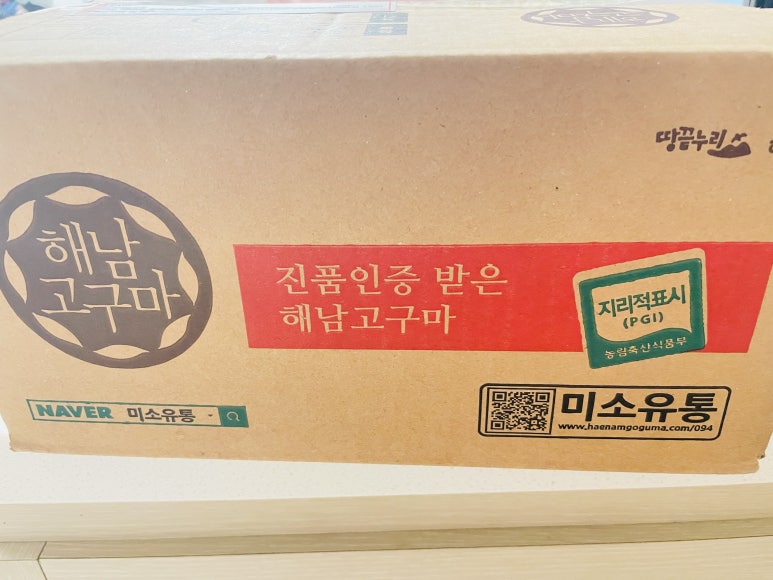 땅끝누리
해남
고구마
진품인증 받은
해남고구마
지리적표시
(PGI)
농림축산식품부
NAVER 미소유통
미소유통
www.haenamgoguma.com/094